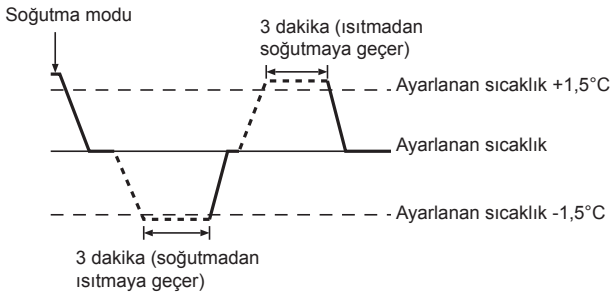 Soğutma modu
3 dakika (ısıtmadan
soğutmaya geçer)
Ayarlanan sıcaklık +1,5°C
Ayarlanan sıcaklık
Ayarlanan sıcaklık -1,5°C
3 dakika (soğutmadan
ısıtmaya geçer)